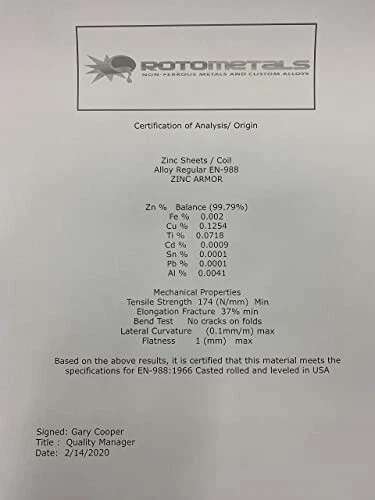 ROTOMETALS
NON-FERROUS METALS AND CUSTOM ALLOYS
Certification of Analysis/ Origin
Zinc Sheets / Coil
Alloy Regular EN-988
ZINC ARMOR
Zn % Balance (99.79%)
Fe % 0.002
Cu % 0.1254
Ti % 0.0718
Cd % 0.0009
Sn % 0.0001
Pb % 0.0001
Al % 0.0041
Mechanical Properties
Tensile Strength 174 (N/mm) Min
Elongation Fracture 37% min
Bend Test No cracks on folds
Lateral Curvature (0.1mm/m) max
Flatness 1 (mm) max
Based on the above results, it is certified that this material meets the
specifications for EN-988:1966 Casted rolled and leveled in USA
Signed: Gary Cooper
Title : Quality Manager
Date: 2/14/2020